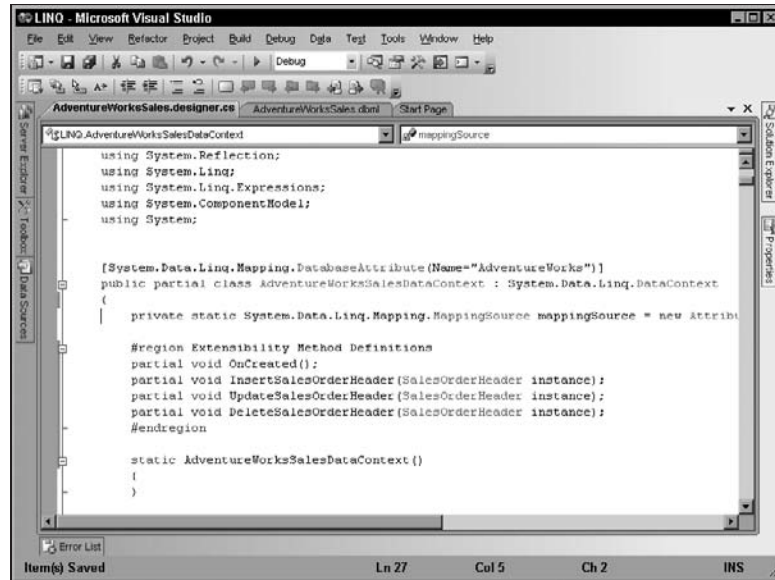 LINQ - Microsoft Visual Studio
File Edit View Refactor Project Build Debug Data Test Tools Window Help
Debug
AdventureWorksSales.designer.cs AdventureWorksSales.dbml Start Page
LINQ.AdventureWorksSalesDataContext mappingSource
Server Explorer
Toolbox
Data Sources
Solution Explorer
Properties
using System.Reflection;
using System.Linq;
using System.Linq.Expressions;
using System.ComponentModel;
using System;
[System.Data.Linq.Mapping.DatabaseAttribute(Name="AdventureWorks")]
public partial class AdventureWorksSalesDataContext : System.Data.Linq.DataContext
{
private static System.Data.Linq.Mapping.MappingSource mappingSource = new Attribu
#region Extensibility Method Definitions
partial void OnCreated();
partial void InsertSalesOrderHeader(SalesOrderHeader instance);
partial void UpdateSalesOrderHeader(SalesOrderHeader instance);
partial void DeleteSalesOrderHeader(SalesOrderHeader instance);
#endregion
static AdventureWorksSalesDataContext()
{
}
Error List
Item(s) Saved Ln 27 Col 5 Ch 2 INS